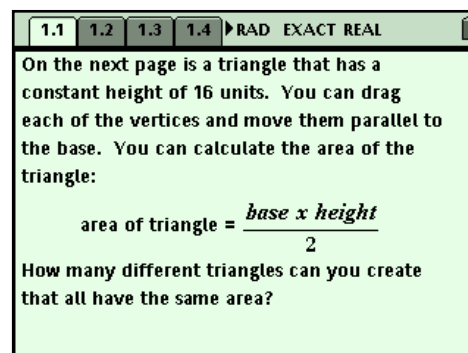 1.1 1.2 1.3 1.4 RAD EXACT REAL
On the next page is a triangle that has a
constant height of 16 units. You can drag
each of the vertices and move them parallel to
the base. You can calculate the area of the
triangle:
area of triangle = base x height
2
How many different triangles can you create
that all have the same area?